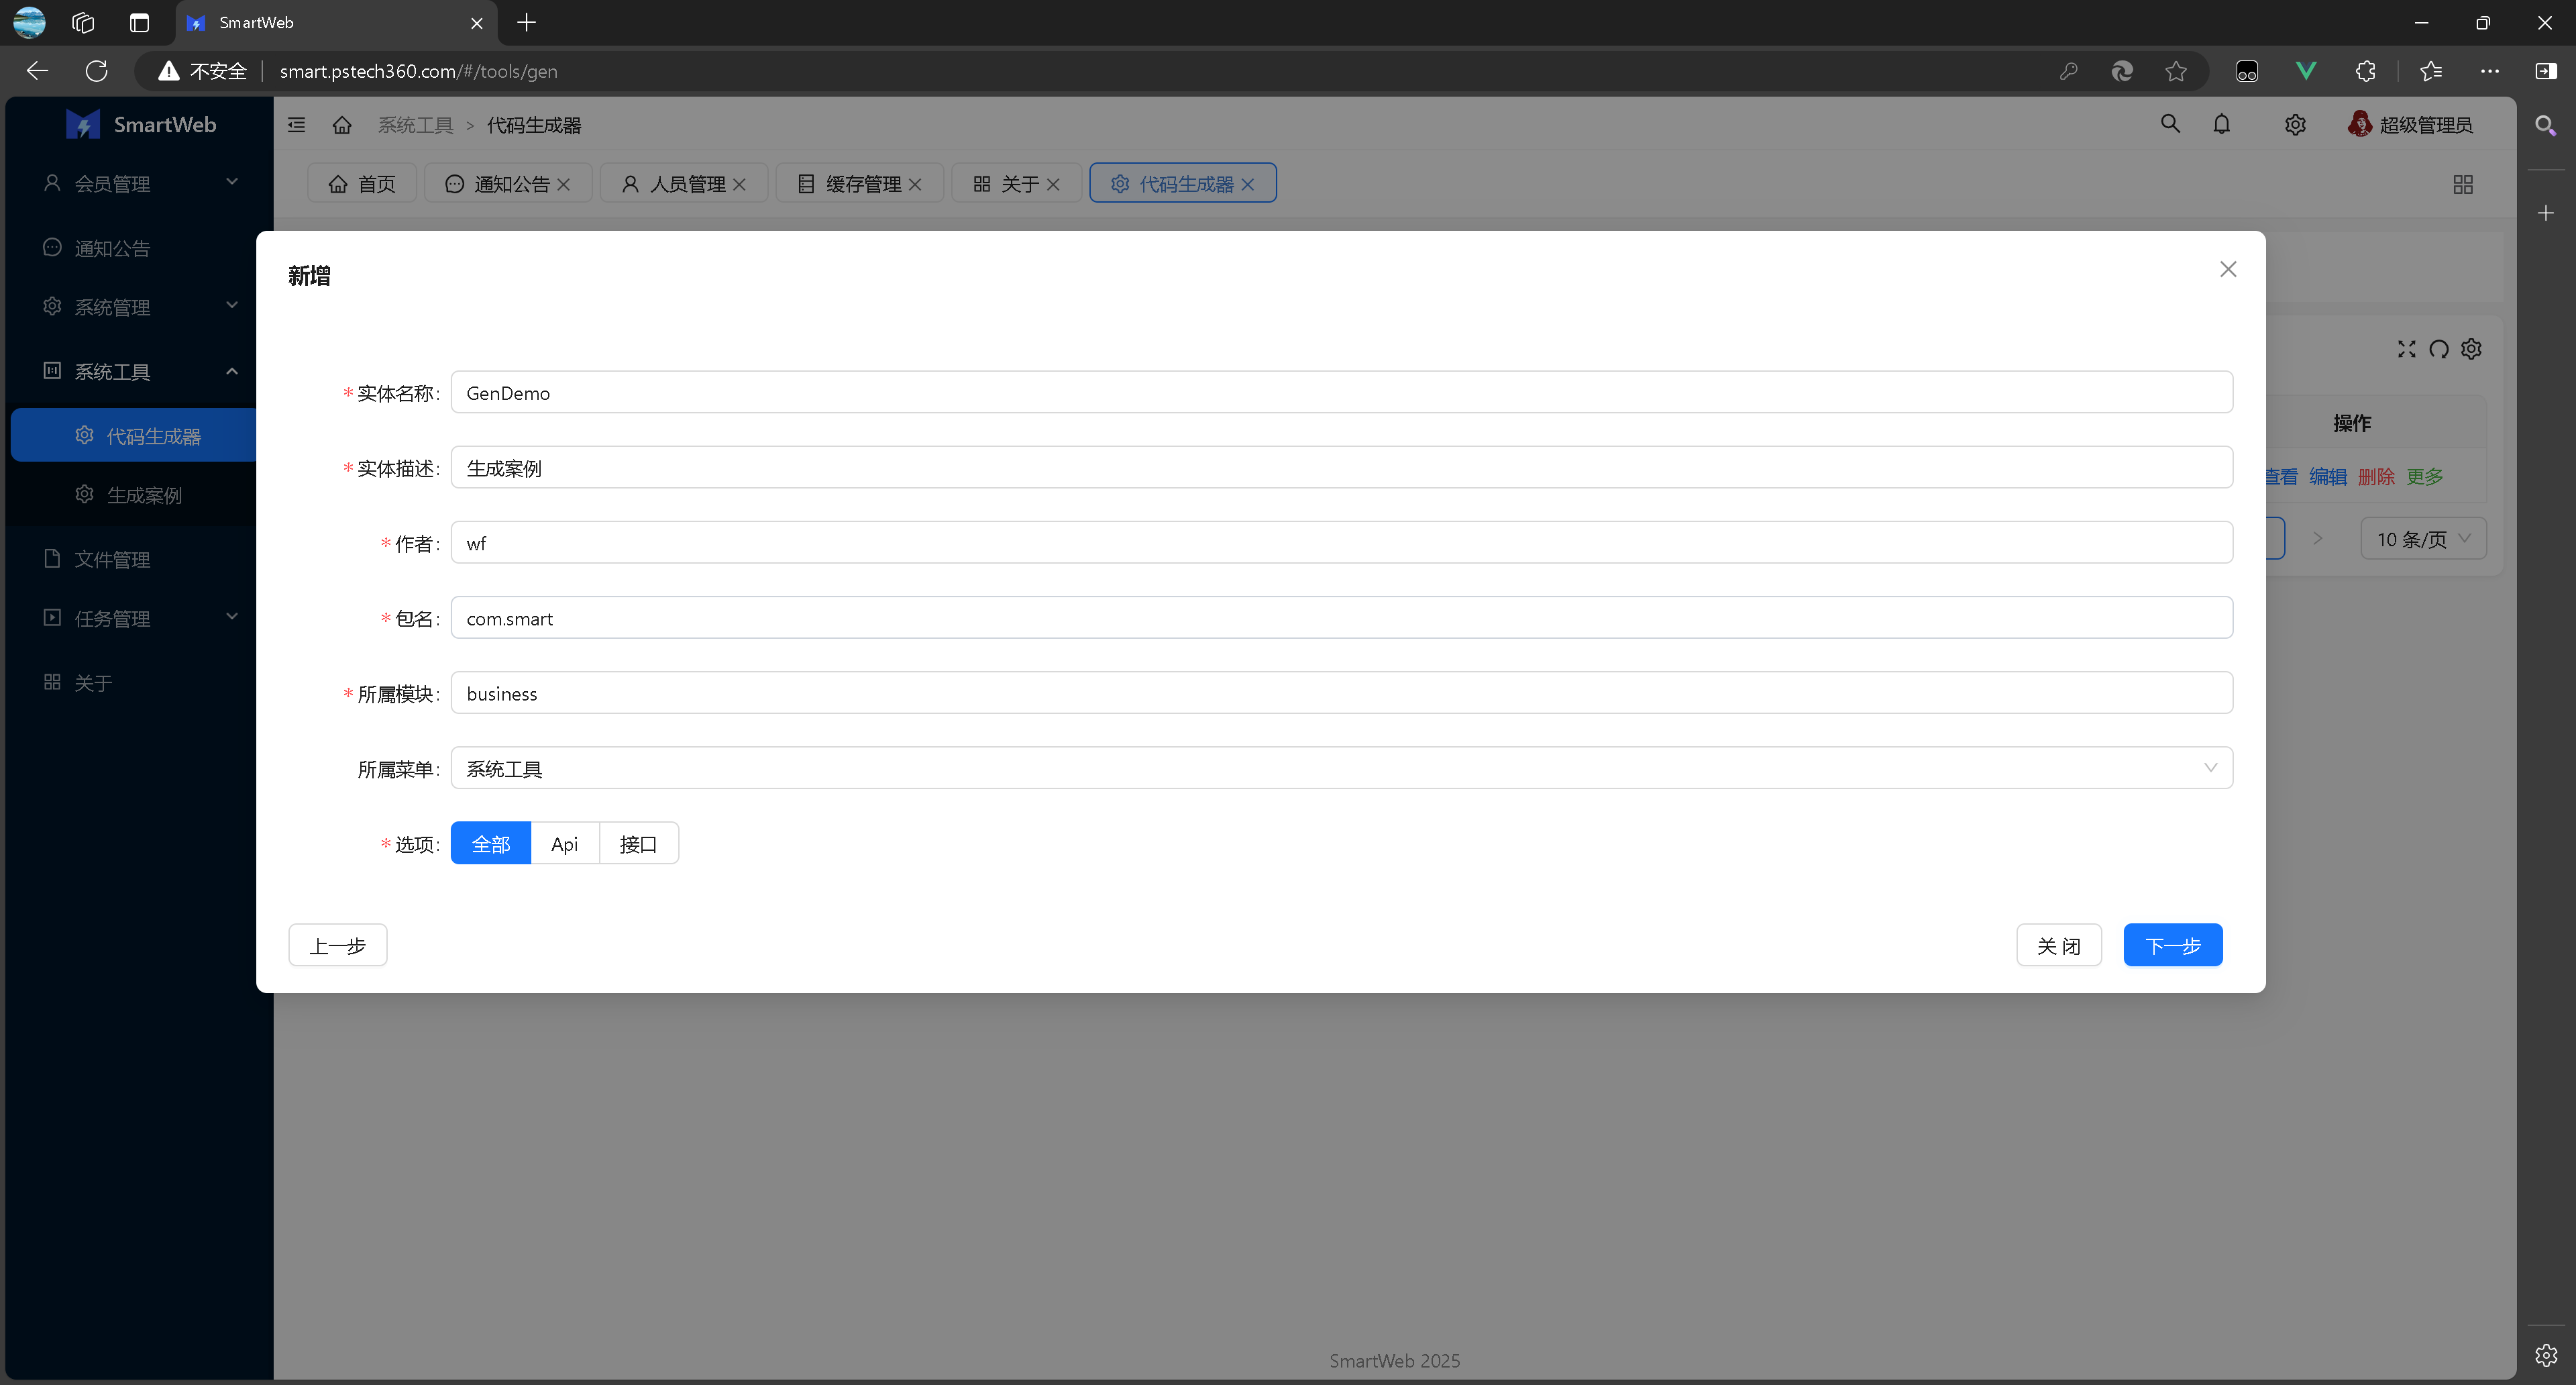 SmartWeb
不安全 smart.pstech360.com/#/tools/gen
SmartWeb
系统工具 > 代码生成器
超级管理员
首页 通知公告 人员管理 缓存管理 关于 代码生成器
会员管理
通知公告
系统管理
系统工具
代码生成器
生成案例
文件管理
任务管理
关于
新增
* 实体名称: GenDemo
* 实体描述: 生成案例
* 作者: wf
* 包名: com.smart
* 所属模块: business
所属菜单: 系统工具
* 选项: 全部 Api 接口
上一步 关 闭 下一步
操作
查看 编辑 删除 更多
10 条/页
SmartWeb 2025